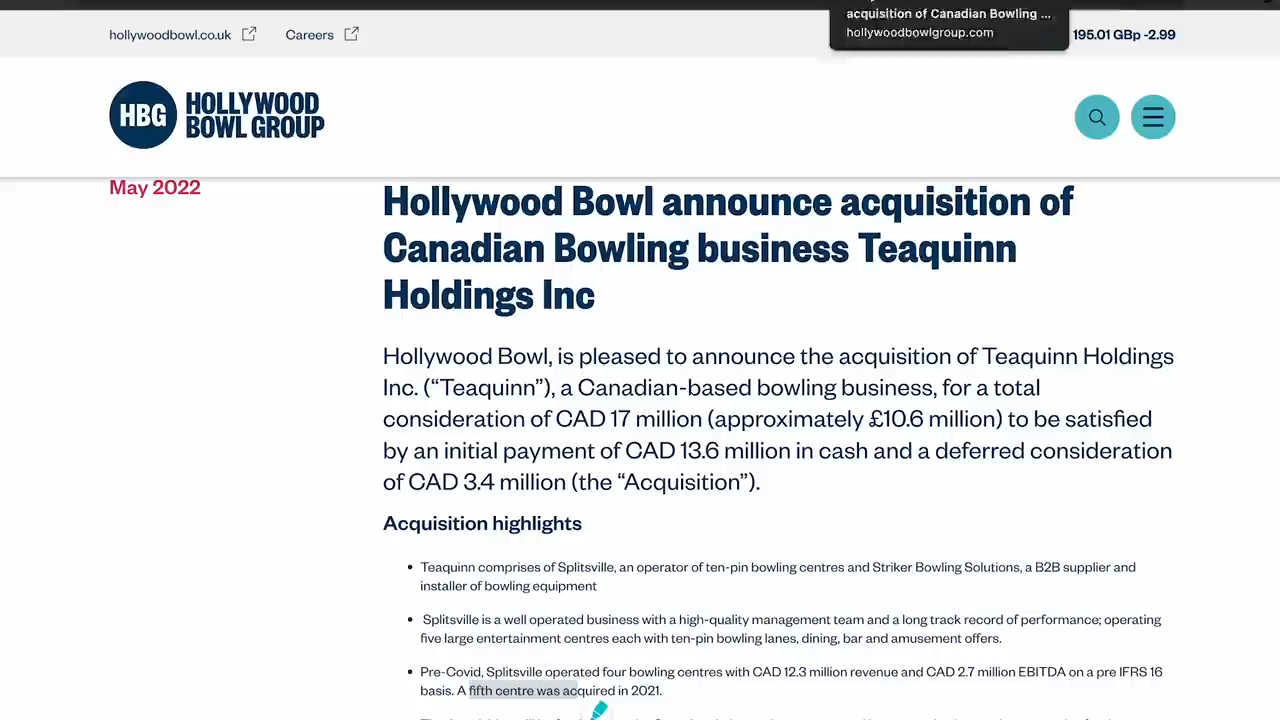 acquisition of Canadian Bowling ...
hollywoodbowlgroup.com
hollywoodbowl.co.uk
Careers
195.01 GBp -2.99
HBG
HOLLYWOOD
BOWL GROUP
May 2022
Hollywood Bowl announce acquisition of
Canadian Bowling business Teaquinn
Holdings Inc
Hollywood Bowl, is pleased to announce the acquisition of Teaquinn Holdings
Inc. (“Teaquinn”), a Canadian-based bowling business, for a total
consideration of CAD 17 million (approximately £10.6 million) to be satisfied
by an initial payment of CAD 13.6 million in cash and a deferred consideration
of CAD 3.4 million (the “Acquisition”).
Acquisition highlights
• Teaquinn comprises of Splitsville, an operator of ten-pin bowling centres and Striker Bowling Solutions, a B2B supplier and
installer of bowling equipment
• Splitsville is a well operated business with a high-quality management team and a long track record of performance; operating
five large entertainment centres each with ten-pin bowling lanes, dining, bar and amusement offers.
• Pre-Covid, Splitsville operated four bowling centres with CAD 12.3 million revenue and CAD 2.7 million EBITDA on a pre IFRS 16
basis. A fifth centre was acquired in 2021.